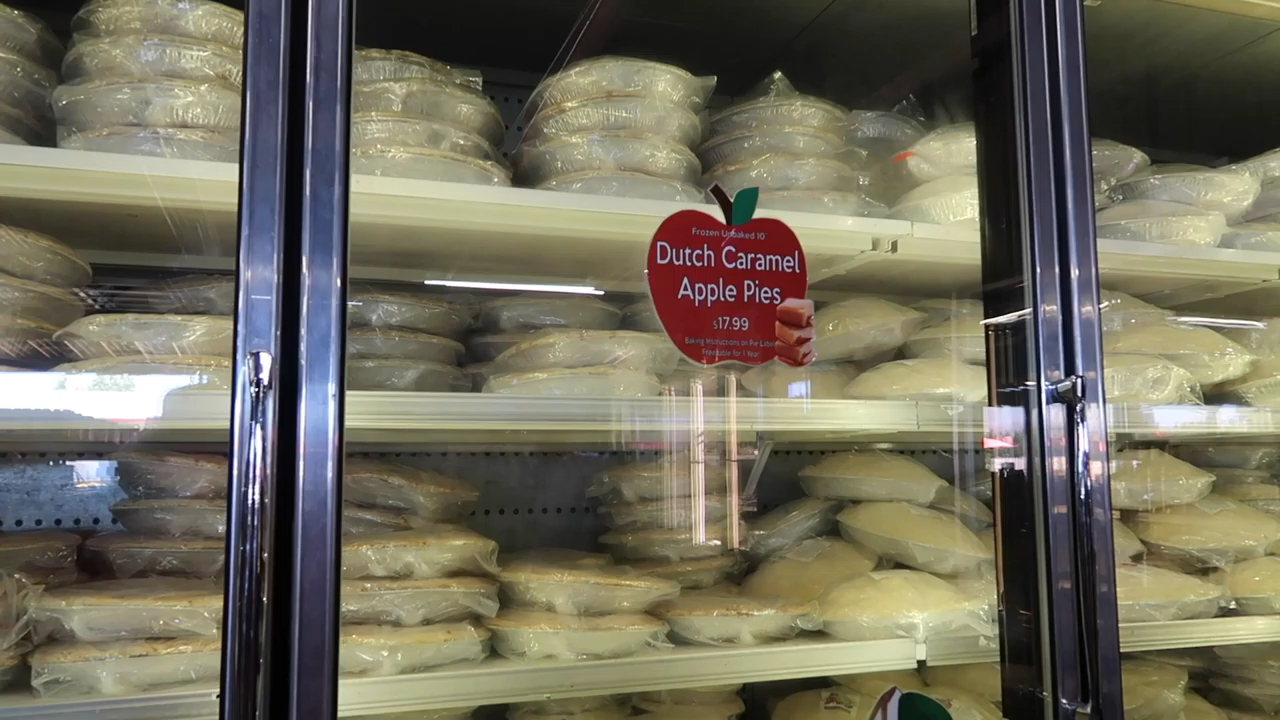 Frozen Unbaked 10"
Dutch Caramel
Apple Pies
$17.99
Baking Instructions on Pie Label
Freezable for 1 Year